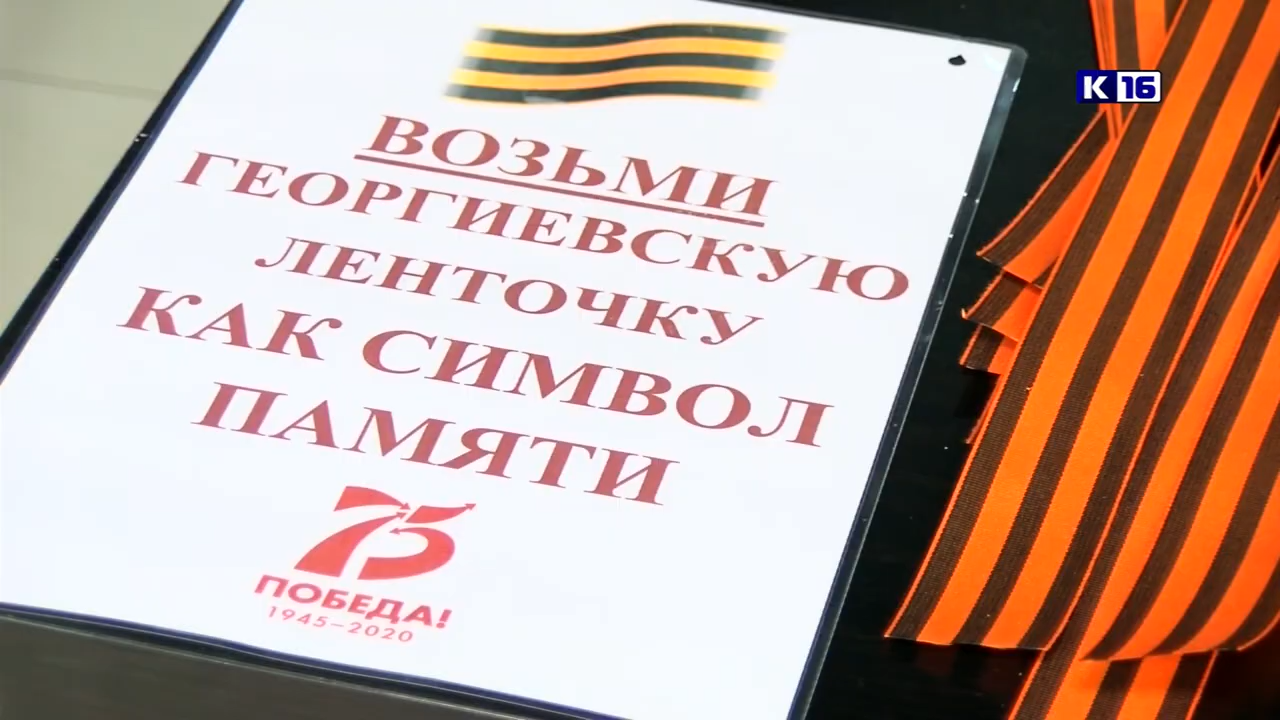 К 16
ВОЗЬМИ
ГЕОРГИЕВСКУЮ
ЛЕНТОЧКУ
КАК СИМВОЛ
ПАМЯТИ
75
ПОБЕДА!
1945–2020